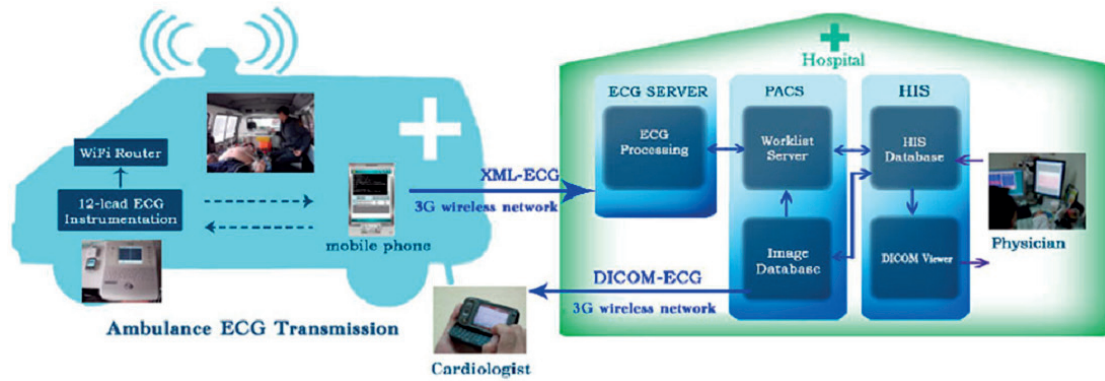 Hospital
ECG SERVER
PACS
HIS
ECG
Processing
Worklist
Server
HIS
Database
WiFi Router
12-lead ECG
Instrumentation
XML-ECG
3G wireless network
mobile phone
Image
Database
DICOM Viewer
Physician
DICOM-ECG
3G wireless network
Ambulance ECG Transmission
Cardiologist